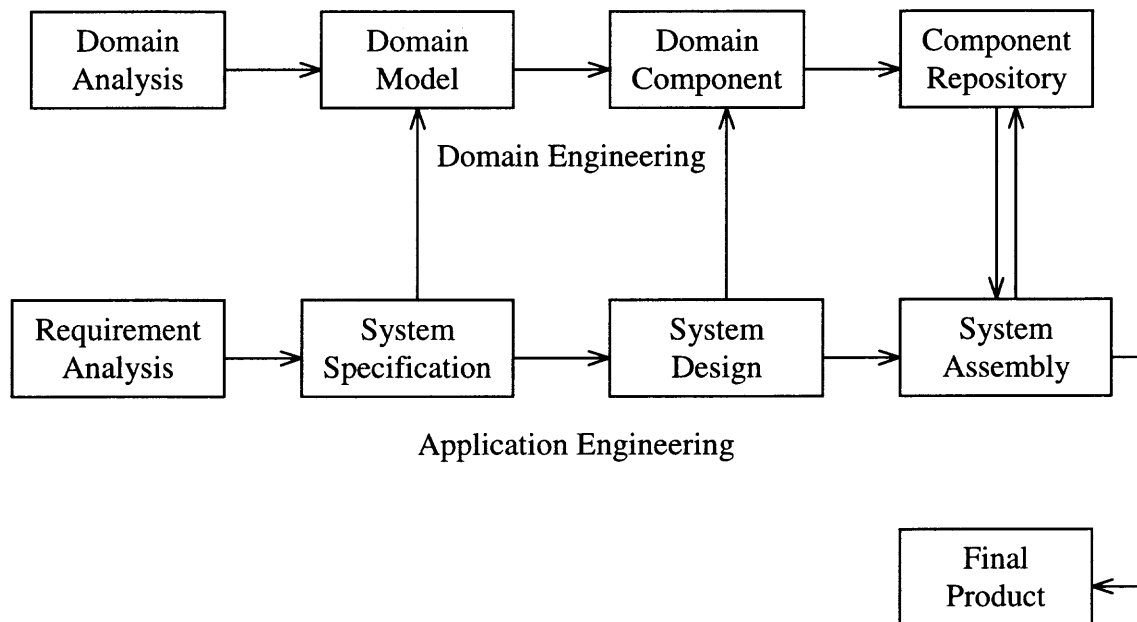 Domain
Analysis
Domain
Model
Domain
Component
Component
Repository
Domain Engineering
Requirement
Analysis
System
Specification
System
Design
System
Assembly
Application Engineering
Final
Product